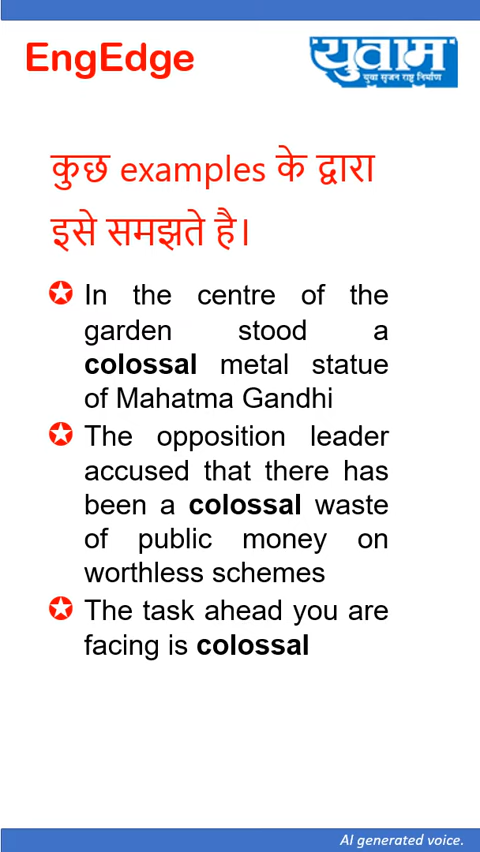 EngEdge
युवाम
युवा सृजन राष्ट्र निर्माण
कुछ examples के द्वारा
इसे समझते है।
In the centre of the
garden stood a
colossal metal statue
of Mahatma Gandhi
The opposition leader
accused that there has
been a colossal waste
of public money on
worthless schemes
The task ahead you are
facing is colossal
AI generated voice.